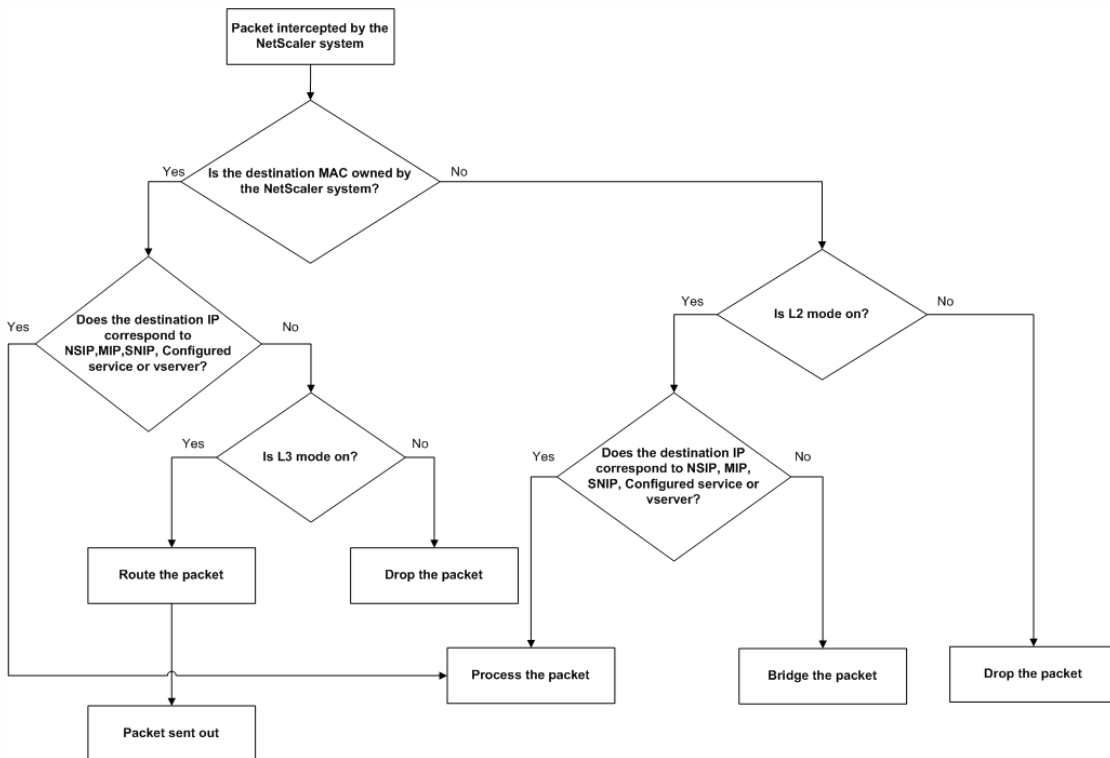 Packet intercepted by the
NetScaler system
Yes
Is the destination MAC owned by
the NetScaler system?
No
Yes
Does the destination IP
correspond to
NSIP,MIP,SNIP, Configured
service or vserver?
No
Yes
Is L2 mode on?
No
Yes
Is L3 mode on?
No
Yes
Does the destination IP
correspond to NSIP, MIP,
SNIP, Configured service or
vserver?
No
Route the packet
Drop the packet
Process the packet
Bridge the packet
Drop the packet
Packet sent out